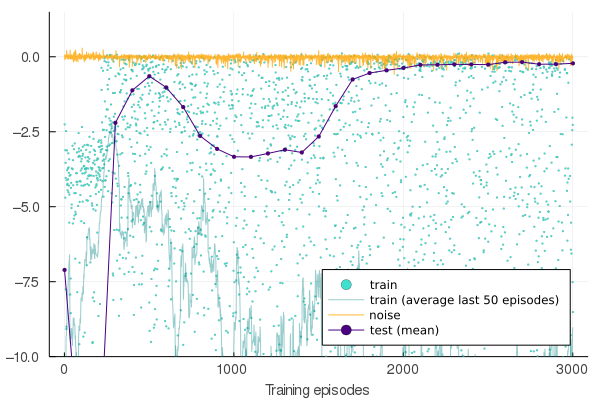 0.0
−2.5
−5.0
−7.5
−10.0
train
train (average last 50 episodes)
noise
test (mean)
0 1000 2000 3000
Training episodes